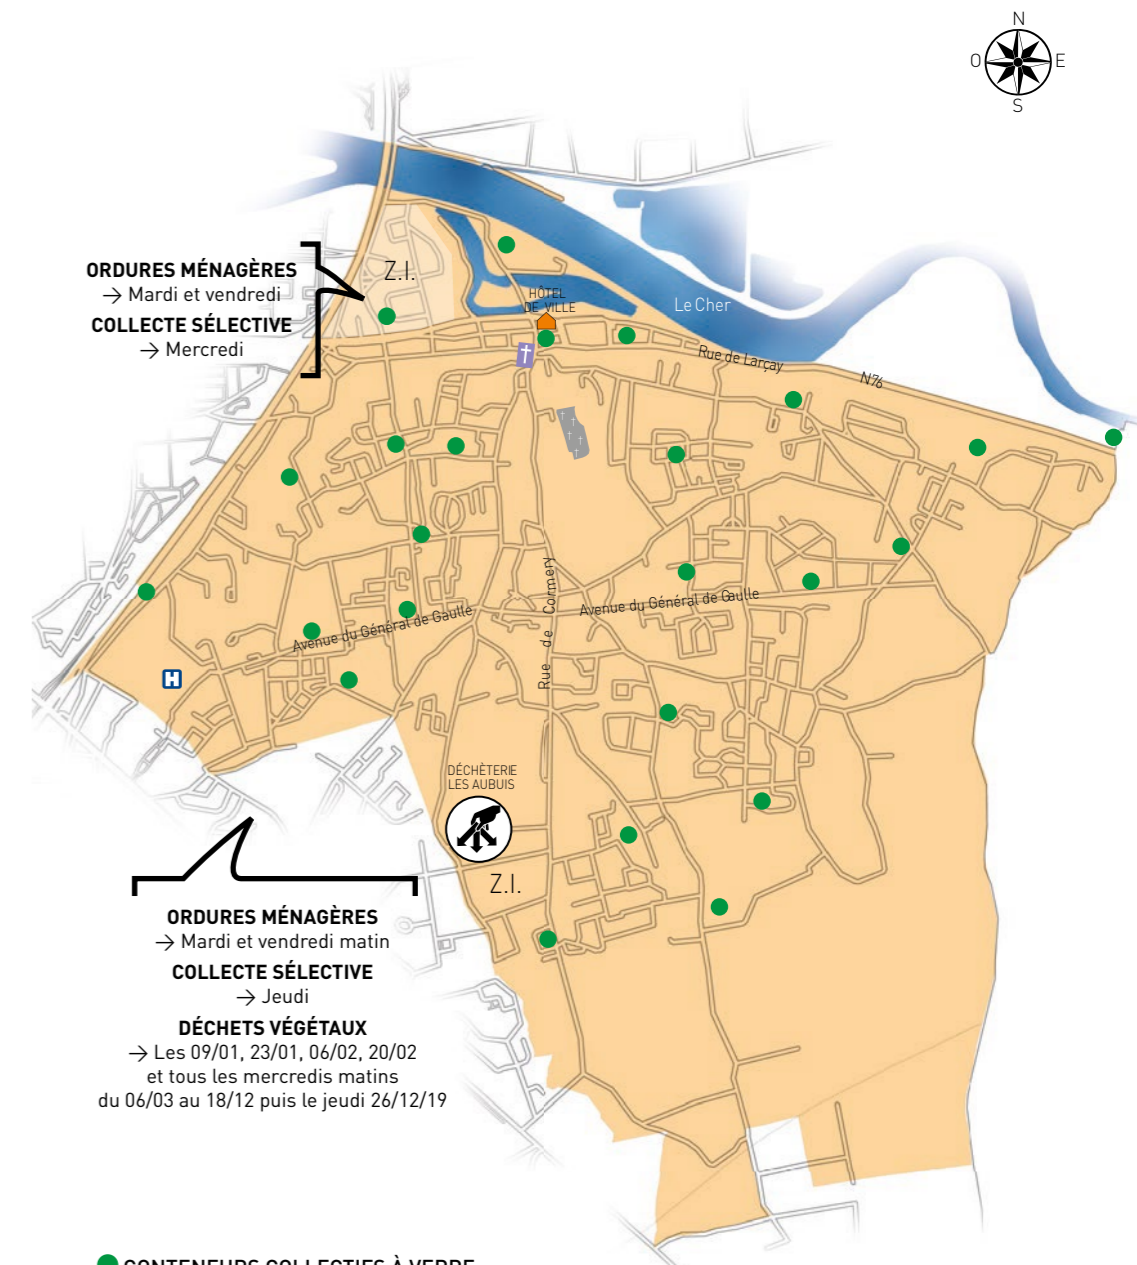 N
O E
S
ORDURES MÉNAGÈRES
→ Mardi et vendredi
COLLECTE SÉLECTIVE
→ Mercredi
Z.I.
HÔTEL
DE VILLE
Le Cher
Rue de Larçay
N76
Rue de Cormery
Avenue du Général de Gaulle
Avenue du Général de Gaulle
H
DÉCHÈTERIE
LES AUBUIS
Z.I.
ORDURES MÉNAGÈRES
→ Mardi et vendredi matin
COLLECTE SÉLECTIVE
→ Jeudi
DÉCHETS VÉGÉTAUX
→ Les 09/01, 23/01, 06/02, 20/02
et tous les mercredis matins
du 06/03 au 18/12 puis le jeudi 26/12/19
CONTENEURS COLLECTIFS À VERRE